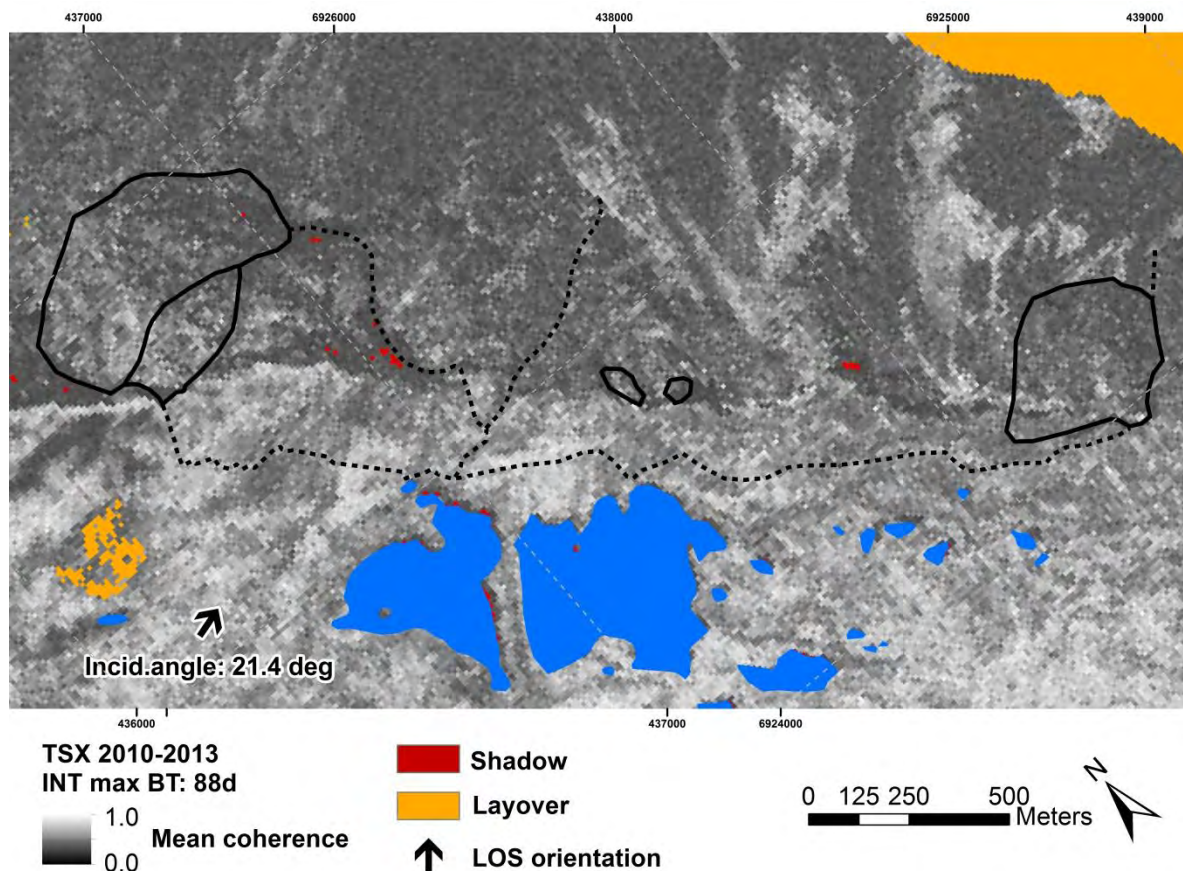 437000 6926000 438000 6925000 439000
Incid.angle: 21.4 deg
436000 437000 6924000
TSX 2010-2013
INT max BT: 88d
1.0
0.0
Mean coherence
Shadow
Layover
LOS orientation
0 125 250 500
Meters
N